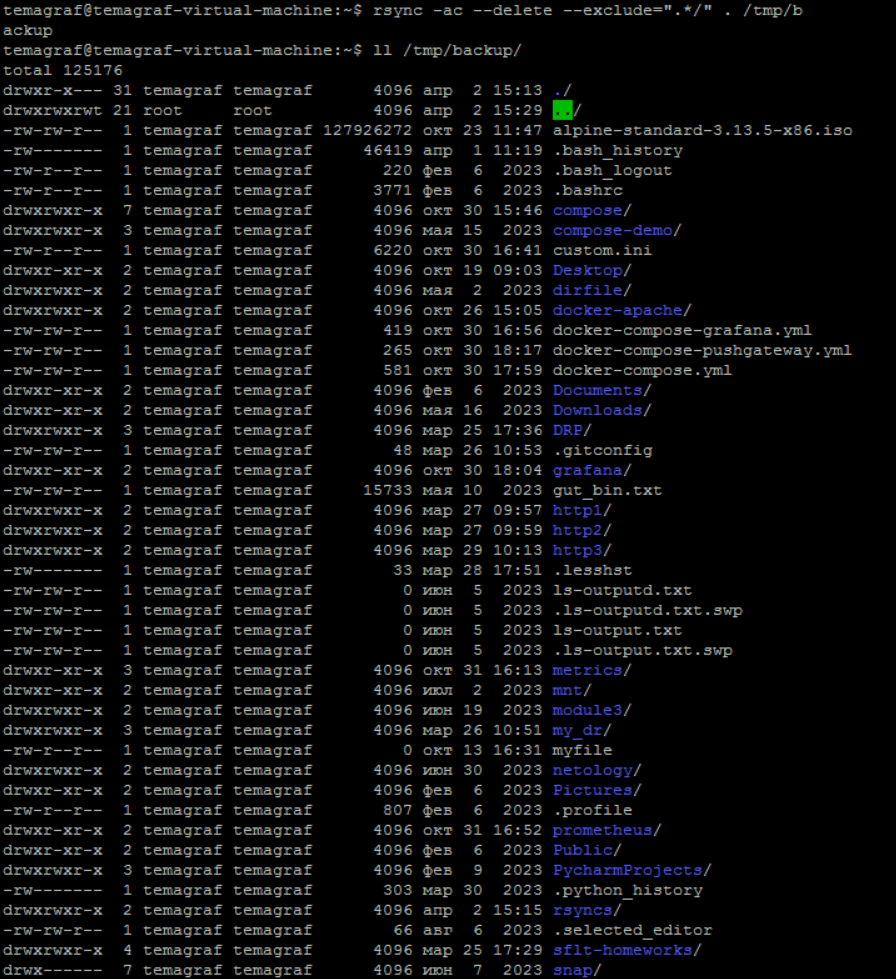 temagraf@temagraf-virtual-machine:~$ rsync -ac --delete --exclude=".*/" . /tmp/b
ackup
temagraf@temagraf-virtual-machine:~$ ll /tmp/backup/
total 125176
drwxr-x--- 31 temagraf temagraf      4096 апр  2 15:13 ./
drwxrwxrwt 21 root     root          4096 апр  2 15:29 ../
-rw-rw-r--  1 temagraf temagraf 127926272 окт 23 11:47 alpine-standard-3.13.5-x86.iso
-rw-------  1 temagraf temagraf     46419 апр  1 11:19 .bash_history
-rw-r--r--  1 temagraf temagraf       220 фев  6  2023 .bash_logout
-rw-r--r--  1 temagraf temagraf      3771 фев  6  2023 .bashrc
drwxrwxr-x  7 temagraf temagraf      4096 окт 30 15:46 compose/
drwxrwxr-x  3 temagraf temagraf      4096 мая 15  2023 compose-demo/
-rw-r--r--  1 temagraf temagraf      6220 окт 30 16:41 custom.ini
drwxr-xr-x  2 temagraf temagraf      4096 окт 19 09:03 Desktop/
drwxrwxr-x  2 temagraf temagraf      4096 мая  2  2023 dirfile/
drwxrwxr-x  2 temagraf temagraf      4096 окт 26 15:05 docker-apache/
-rw-rw-r--  1 temagraf temagraf       419 окт 30 16:56 docker-compose-grafana.yml
-rw-rw-r--  1 temagraf temagraf       265 окт 30 18:17 docker-compose-pushgateway.yml
-rw-rw-r--  1 temagraf temagraf       581 окт 30 17:59 docker-compose.yml
drwxr-xr-x  2 temagraf temagraf      4096 фев  6  2023 Documents/
drwxr-xr-x  2 temagraf temagraf      4096 мая 16  2023 Downloads/
drwxrwxr-x  3 temagraf temagraf      4096 мар 25 17:36 DRP/
-rw-rw-r--  1 temagraf temagraf        48 мар 26 10:53 .gitconfig
drwxr-xr-x  2 temagraf temagraf      4096 окт 30 18:04 grafana/
-rw-rw-r--  1 temagraf temagraf     15733 мая 10  2023 gut_bin.txt
drwxrwxr-x  2 temagraf temagraf      4096 мар 27 09:57 http1/
drwxrwxr-x  2 temagraf temagraf      4096 мар 27 09:59 http2/
drwxrwxr-x  2 temagraf temagraf      4096 мар 29 10:13 http3/
-rw-------  1 temagraf temagraf        33 мар 28 17:51 .lesshst
-rw-rw-r--  1 temagraf temagraf         0 июн  5  2023 ls-outputd.txt
-rw-rw-r--  1 temagraf temagraf         0 июн  5  2023 .ls-outputd.txt.swp
-rw-rw-r--  1 temagraf temagraf         0 июн  5  2023 ls-output.txt
-rw-rw-r--  1 temagraf temagraf         0 июн  5  2023 .ls-output.txt.swp
drwxr-xr-x  3 temagraf temagraf      4096 окт 31 16:13 metrics/
drwxrwxr-x  2 temagraf temagraf      4096 июл  2  2023 mnt/
drwxrwxr-x  2 temagraf temagraf      4096 июн 19  2023 module3/
drwxrwxr-x  3 temagraf temagraf      4096 мар 26 10:51 my_dr/
-rw-r--r--  1 temagraf temagraf         0 окт 13 16:31 myfile
drwxrwxr-x  2 temagraf temagraf      4096 июн 30  2023 netology/
drwxr-xr-x  2 temagraf temagraf      4096 фев  6  2023 Pictures/
-rw-r--r--  1 temagraf temagraf       807 фев  6  2023 .profile
drwxr-xr-x  2 temagraf temagraf      4096 окт 31 16:52 prometheus/
drwxr-xr-x  2 temagraf temagraf      4096 фев  6  2023 Public/
drwxrwxr-x  3 temagraf temagraf      4096 фев  9  2023 PycharmProjects/
-rw-------  1 temagraf temagraf       303 мар 30  2023 .python_history
drwxrwxr-x  2 temagraf temagraf      4096 апр  2 15:15 rsyncs/
-rw-rw-r--  1 temagraf temagraf        66 авг  6  2023 .selected_editor
drwxrwxr-x  4 temagraf temagraf      4096 мар 25 17:29 sflt-homeworks/
drwx------  7 temagraf temagraf      4096 июн  7  2023 snap/